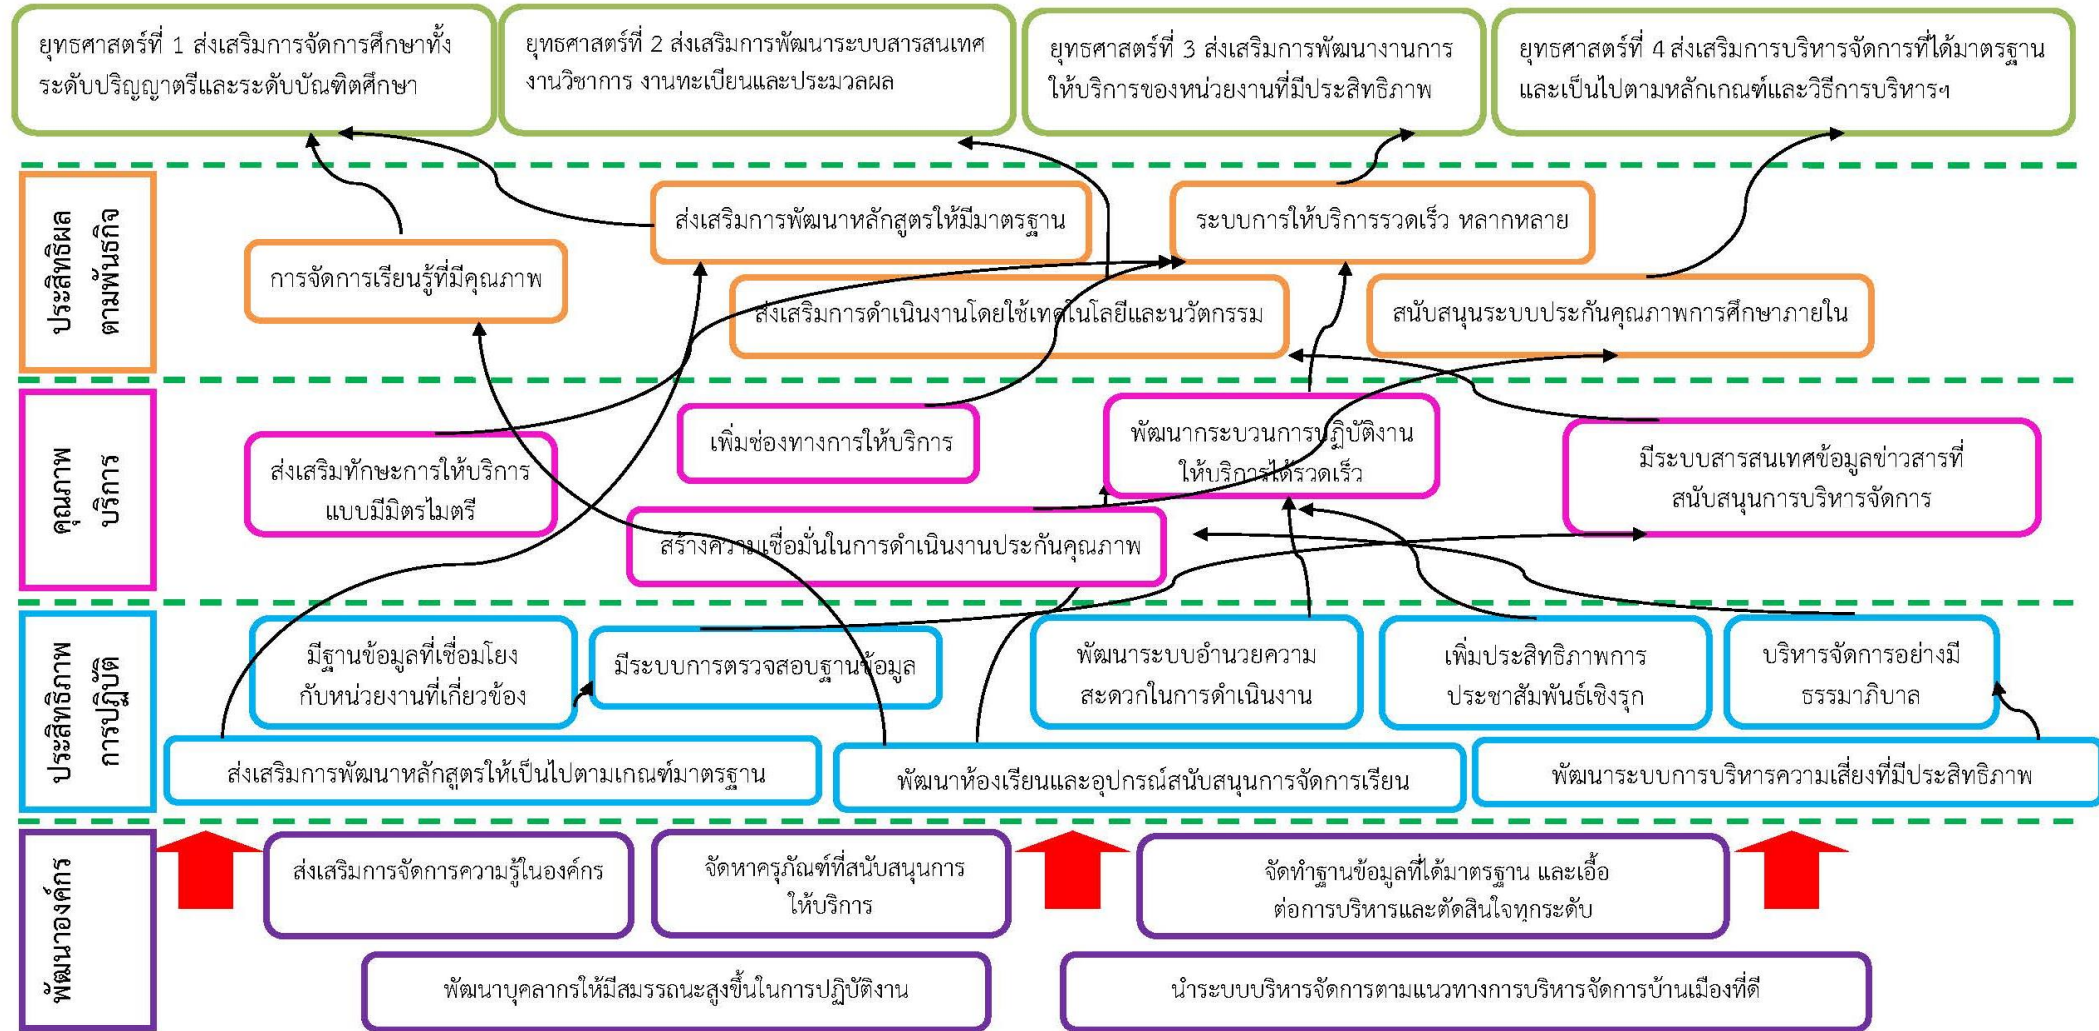 ยุทธศาสตร์ที่ 1 ส่งเสริมการจัดการศึกษาทั้ง
ระดับปริญญาตรีและระดับบัณฑิตศึกษา
ยุทธศาสตร์ที่ 2 ส่งเสริมการพัฒนาระบบสารสนเทศ
งานวิชาการ งานทะเบียนและประมวลผล
ยุทธศาสตร์ที่ 3 ส่งเสริมการพัฒนางานการ
ให้บริการของหน่วยงานที่มีประสิทธิภาพ
ยุทธศาสตร์ที่ 4 ส่งเสริมการบริหารจัดการที่ได้มาตรฐาน
และเป็นไปตามหลักเกณฑ์และวิธีการบริหารฯ
ประสิทธิผล
ตามพันธกิจ
ส่งเสริมการพัฒนาหลักสูตรให้มีมาตรฐาน
ระบบการให้บริการรวดเร็ว หลากหลาย
การจัดการเรียนรู้ที่มีคุณภาพ
ส่งเสริมการดำเนินงานโดยใช้เทคโนโลยีและนวัตกรรม
สนับสนุนระบบประกันคุณภาพการศึกษาภายใน
คุณภาพ
บริการ
ส่งเสริมทักษะการให้บริการ
แบบมีมิตรไมตรี
เพิ่มช่องทางการให้บริการ
พัฒนากระบวนการปฏิบัติงาน
ให้บริการได้รวดเร็ว
มีระบบสารสนเทศข้อมูลข่าวสารที่
สนับสนุนการบริหารจัดการ
สร้างความเชื่อมั่นในการดำเนินงานประกันคุณภาพ
ประสิทธิภาพ
การปฏิบัติ
มีฐานข้อมูลที่เชื่อมโยง
กับหน่วยงานที่เกี่ยวข้อง
มีระบบการตรวจสอบฐานข้อมูล
พัฒนาระบบอำนวยความ
สะดวกในการดำเนินงาน
เพิ่มประสิทธิภาพการ
ประชาสัมพันธ์เชิงรุก
บริหารจัดการอย่างมี
ธรรมาภิบาล
ส่งเสริมการพัฒนาหลักสูตรให้เป็นไปตามเกณฑ์มาตรฐาน
พัฒนาห้องเรียนและอุปกรณ์สนับสนุนการจัดการเรียน
พัฒนาระบบการบริหารความเสี่ยงที่มีประสิทธิภาพ
พัฒนาองค์กร
ส่งเสริมการจัดการความรู้ในองค์กร
จัดหาครุภัณฑ์ที่สนับสนุนการ
ให้บริการ
จัดทำฐานข้อมูลที่ได้มาตรฐาน และเอื้อ
ต่อการบริหารและตัดสินใจทุกระดับ
พัฒนาบุคลากรให้มีสมรรถนะสูงขึ้นในการปฏิบัติงาน
นำระบบบริหารจัดการตามแนวทางการบริหารจัดการบ้านเมืองที่ดี